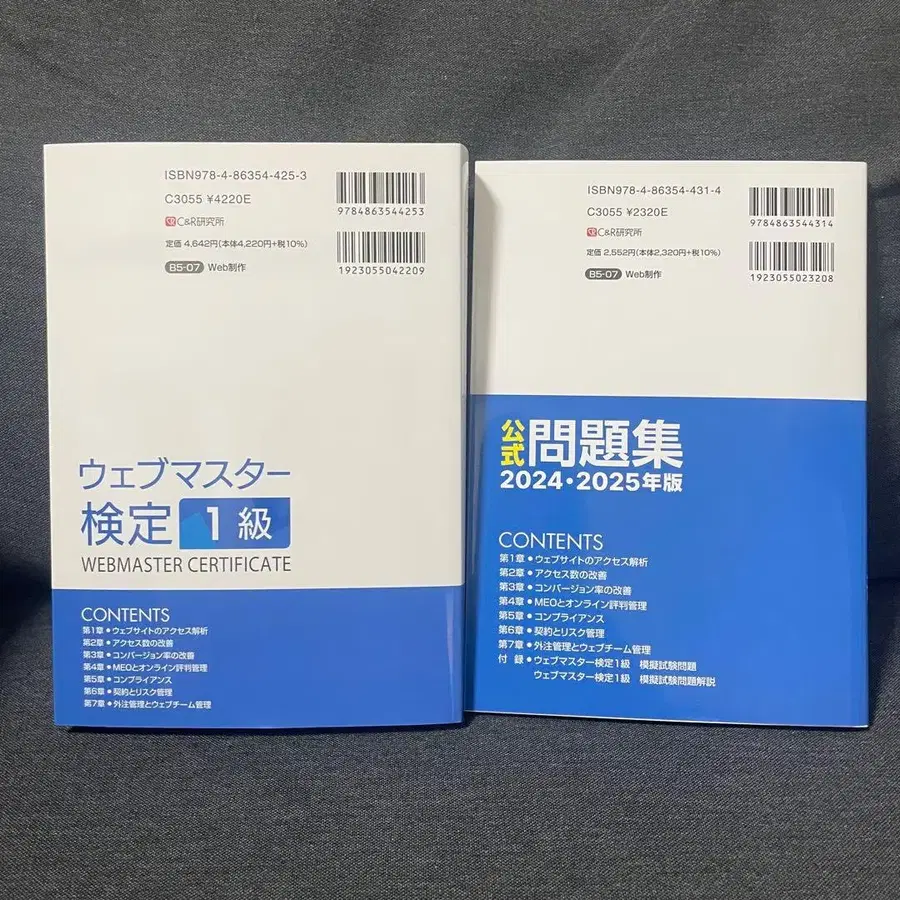 ISBN978-4-86354-425-3
C3055 ¥4220E
C&R研究所
定価 4,642円(本体4,220円+税10%)
B5-07 Web制作
9784863544253
1923055042209
ウェブマスター
検定 1級
WEBMASTER CERTIFICATE
CONTENTS
第1章●ウェブサイトのアクセス解析
第2章●アクセス数の改善
第3章●コンバージョン率の改善
第4章●MEOとオンライン評判管理
第5章●コンプライアンス
第6章●契約とリスク管理
第7章●外注管理とウェブチーム管理
ISBN978-4-86354-431-4
C3055 ¥2320E
C&R研究所
定価 2,552円(本体2,320円+税10%)
B5-07 Web制作
9784863544314
1923055023208
公式問題集
2024・2025年版
CONTENTS
第1章●ウェブサイトのアクセス解析
第2章●アクセス数の改善
第3章●コンバージョン率の改善
第4章●MEOとオンライン評判管理
第5章●コンプライアンス
第6章●契約とリスク管理
第7章●外注管理とウェブチーム管理
付 録●ウェブマスター検定1級 模擬試験問題
ウェブマスター検定1級 模擬試験問題解説